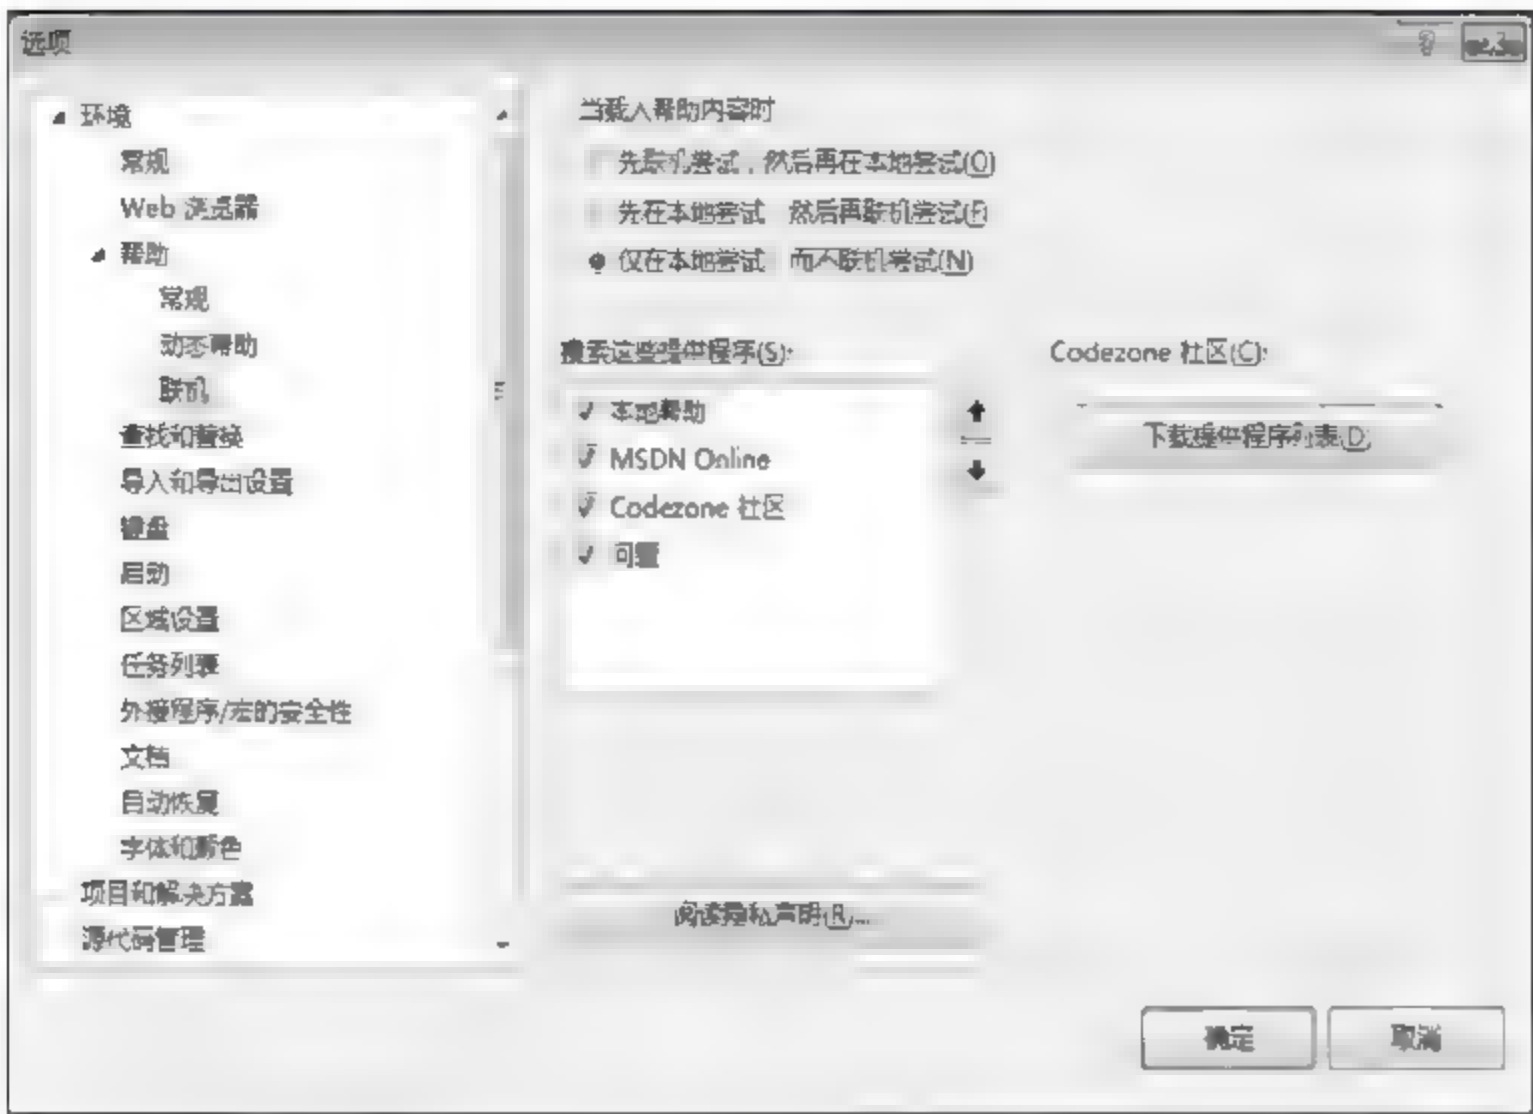 选项
环境
常规
Web 浏览器
帮助
常规
动态帮助
联机
查找和替换
导入和导出设置
键盘
启动
区域设置
任务列表
外接程序/宏的安全性
文档
自动恢复
字体和颜色
项目和解决方案
源代码管理
当载入帮助内容时
先联机尝试，然后再在本地尝试(O)
先在本地尝试 然后再联机尝试(F)
仅在本地尝试 而不联机尝试(N)
搜索这些提供程序(S):
本地帮助
MSDN Online
Codezone 社区
问题
Codezone 社区(C):
下载提供程序列表(D)
阅读隐私声明(R)...
确定
取消